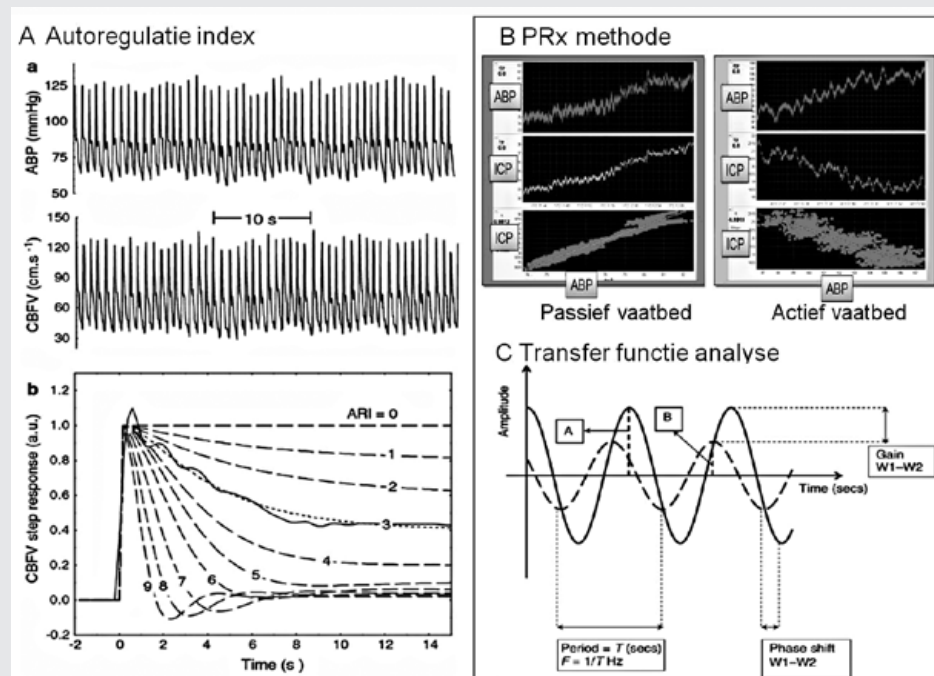 A Autoregulatie index
a
ABP (mmHg)
125
100
75
50
10 s
CBFV (cm.s⁻¹)
150
120
90
60
30
b
CBFV step response (a.u.)
1.2
1.0
0.8
0.6
0.4
0.2
0.0
-0.2
ARI = 0
1
2
3
4
5
6
7
8
9
-2 0 2 4 6 8 10 12 14
Time (s )
B PRx methode
ABP
ICP
ICP
ABP
Passief vaatbed
ABP
ICP
ICP
ABP
Actief vaatbed
C Transfer functie analyse
Amplitude
A
B
Gain
W1–W2
Time (secs)
Period = T (secs)
F = 1/T Hz
Phase shift
W1–W2